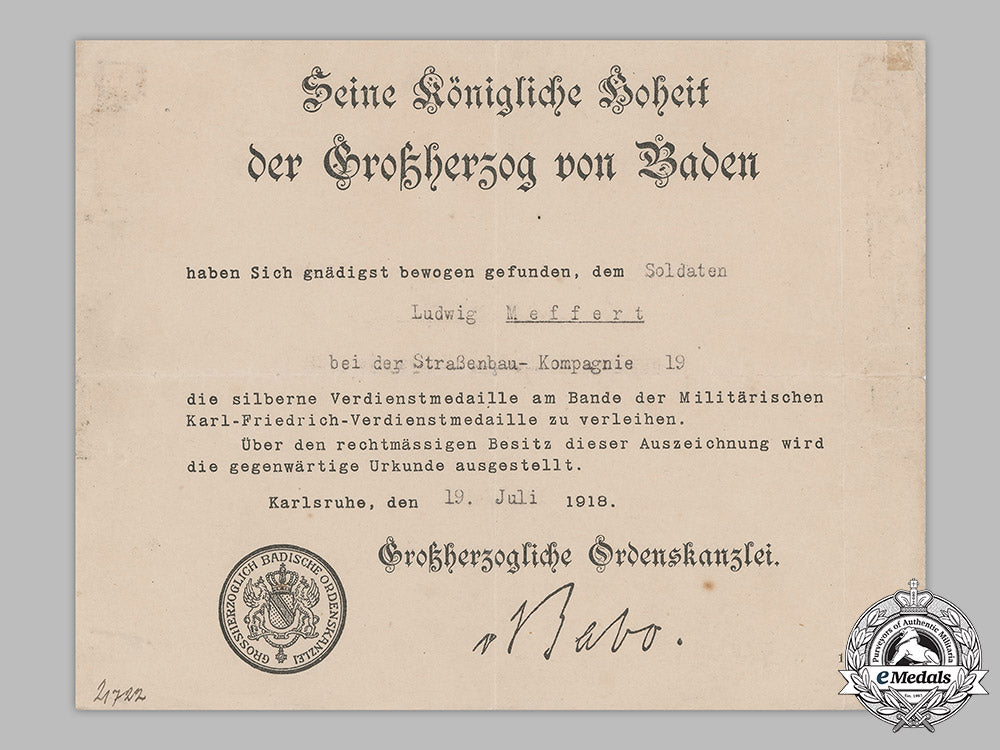 Seine Königliche Hoheit
der Großherzog von Baden
haben Sich gnädigst bewogen gefunden, dem Soldaten
Ludwig Meffert
bei der Straßenbau- Kompagnie 19
die silberne Verdienstmedaille am Bande der Militärischen
Karl-Friedrich-Verdienstmedaille zu verleihen.
Über den rechtmässigen Besitz dieser Auszeichnung wird
die gegenwärtige Urkunde ausgestellt.
Karlsruhe, den 19. Juli 1918.
Großherzogliche Ordenskanzlei.
GROSSHERZOGLICH BADISCHE ORDENSKANZLEI
v Babo.
21722
Purveyors of Authentic Militaria
eMedals